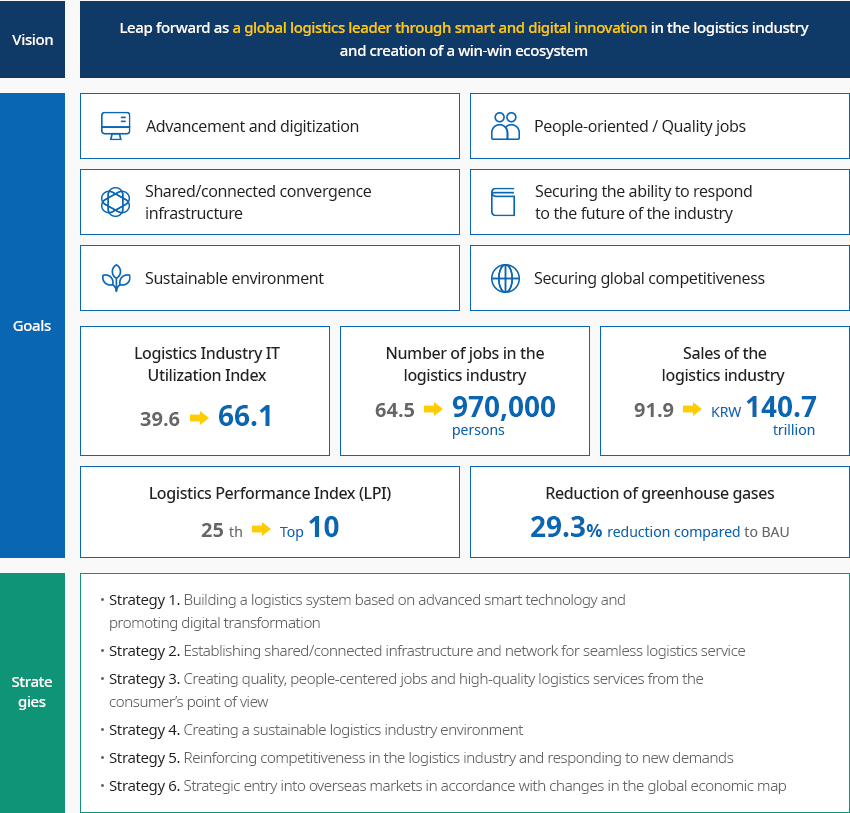 Vision
Leap forward as a global logistics leader through smart and digital innovation in the logistics industry
and creation of a win-win ecosystem
Goals
Advancement and digitization
People-oriented / Quality jobs
Shared/connected convergence
infrastructure
Securing the ability to respond
to the future of the industry
Sustainable environment
Securing global competitiveness
Logistics Industry IT
Utilization Index
39.6 66.1
Number of jobs in the
logistics industry
64.5 970,000
persons
Sales of the
logistics industry
91.9 KRW 140.7
trillion
Logistics Performance Index (LPI)
25 th Top 10
Reduction of greenhouse gases
29.3% reduction compared to BAU
Strate
gies
• Strategy 1. Building a logistics system based on advanced smart technology and
promoting digital transformation
• Strategy 2. Establishing shared/connected infrastructure and network for seamless logistics service
• Strategy 3. Creating quality, people-centered jobs and high-quality logistics services from the
consumer’s point of view
• Strategy 4. Creating a sustainable logistics industry environment
• Strategy 5. Reinforcing competitiveness in the logistics industry and responding to new demands
• Strategy 6. Strategic entry into overseas markets in accordance with changes in the global economic map